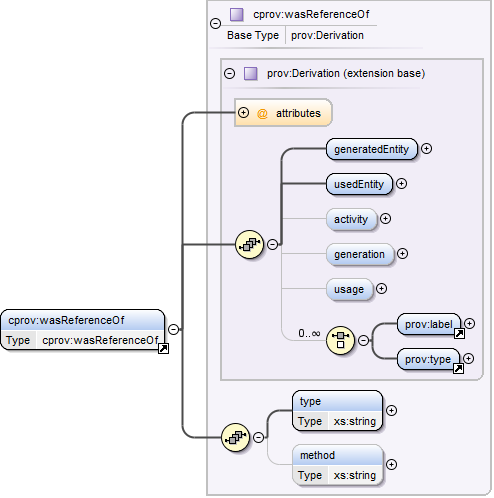 cprov:wasReferenceOf
Base Type prov:Derivation
prov:Derivation (extension base)
@ attributes
generatedEntity
usedEntity
activity
generation
usage
0..∞
prov:label
prov:type
cprov:wasReferenceOf
Type cprov:wasReferenceOf
type
Type xs:string
method
Type xs:string